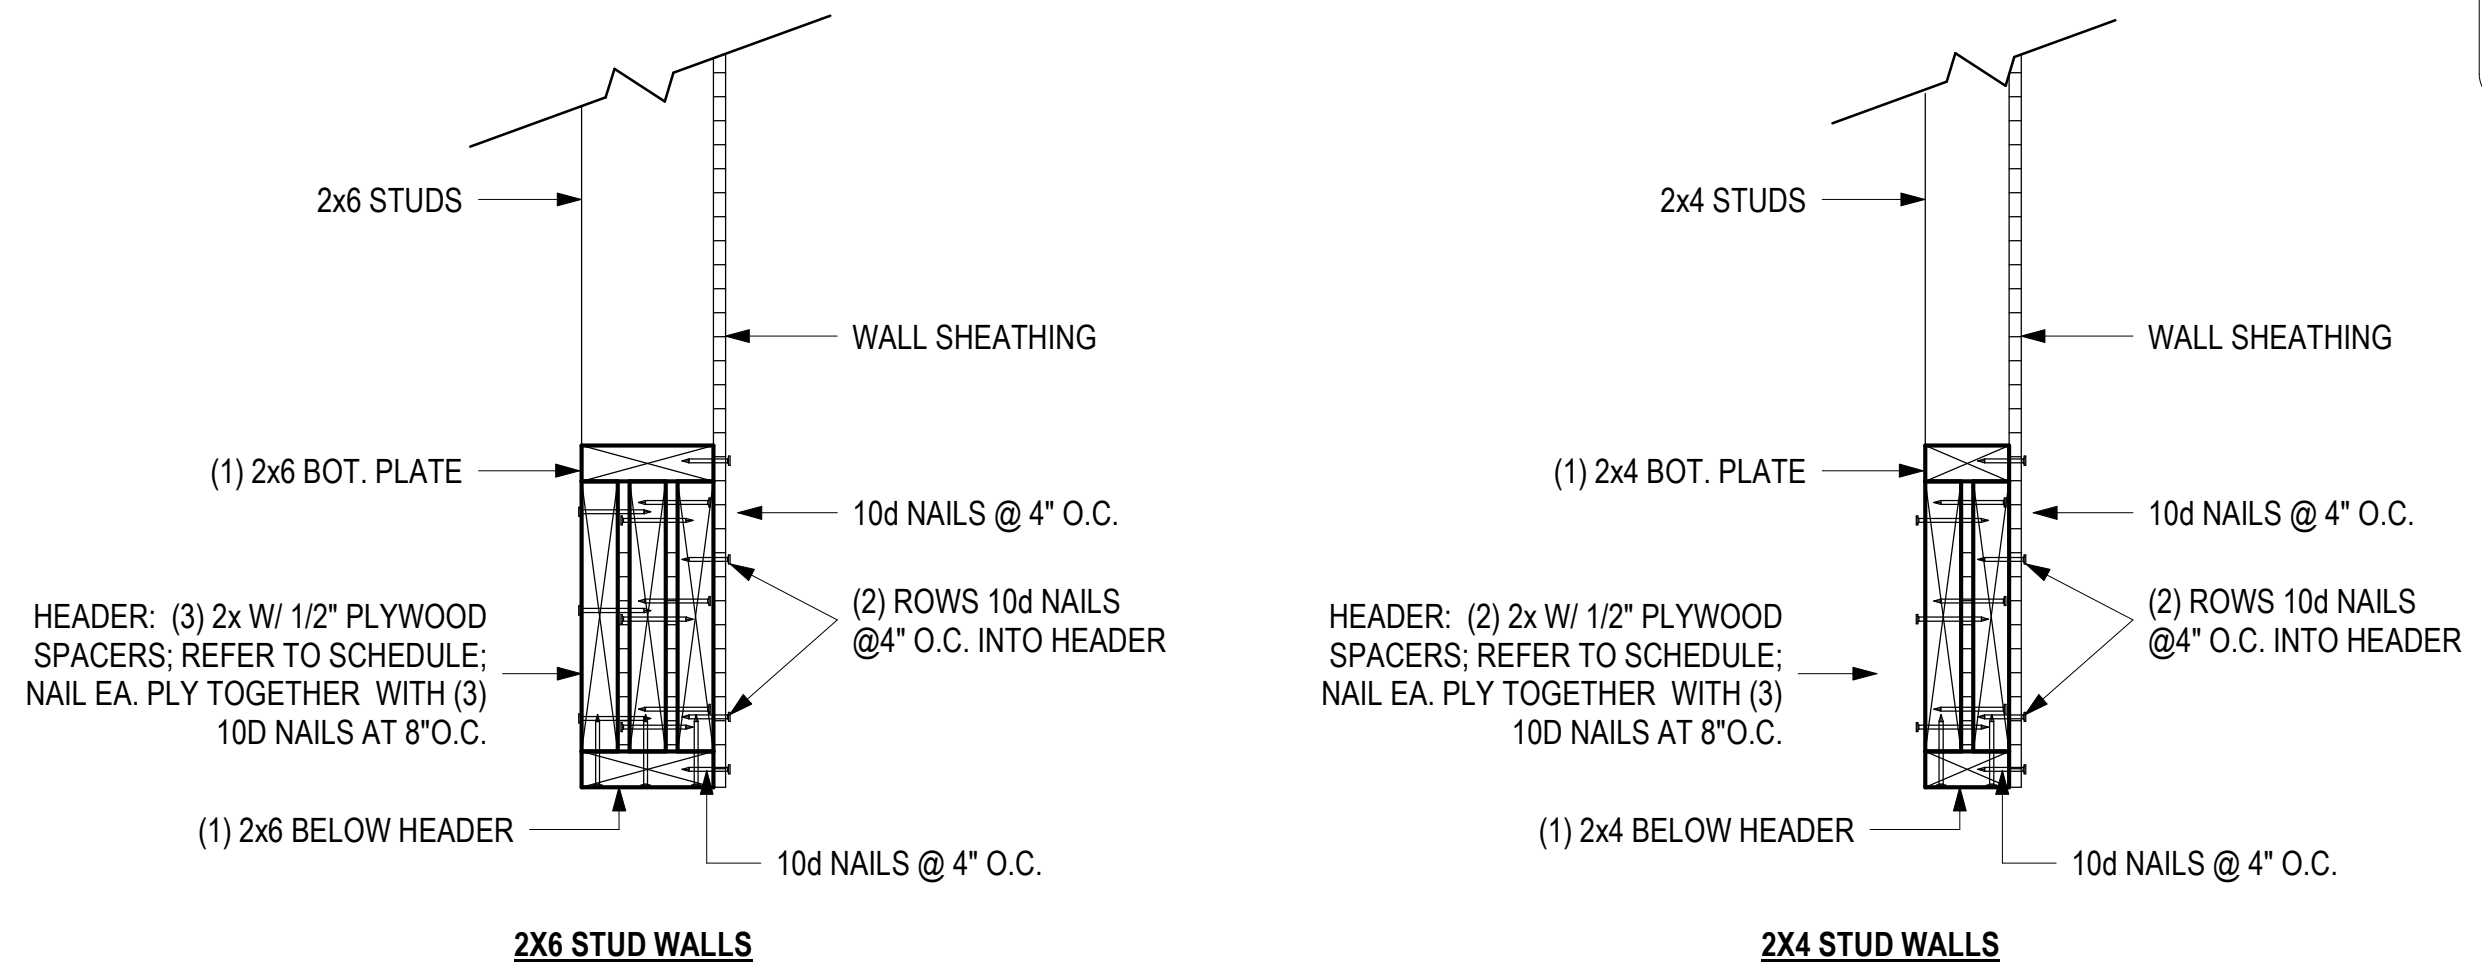 2x6 STUDS
WALL SHEATHING
(1) 2x6 BOT. PLATE
10d NAILS @ 4" O.C.
(2) ROWS 10d NAILS
@4" O.C. INTO HEADER
HEADER: (3) 2x W/ 1/2" PLYWOOD
SPACERS; REFER TO SCHEDULE;
NAIL EA. PLY TOGETHER WITH (3)
10D NAILS AT 8"O.C.
(1) 2x6 BELOW HEADER
10d NAILS @ 4" O.C.
2X6 STUD WALLS
2x4 STUDS
WALL SHEATHING
(1) 2x4 BOT. PLATE
10d NAILS @ 4" O.C.
(2) ROWS 10d NAILS
@4" O.C. INTO HEADER
HEADER: (2) 2x W/ 1/2" PLYWOOD
SPACERS; REFER TO SCHEDULE;
NAIL EA. PLY TOGETHER WITH (3)
10D NAILS AT 8"O.C.
(1) 2x4 BELOW HEADER
10d NAILS @ 4" O.C.
2X4 STUD WALLS